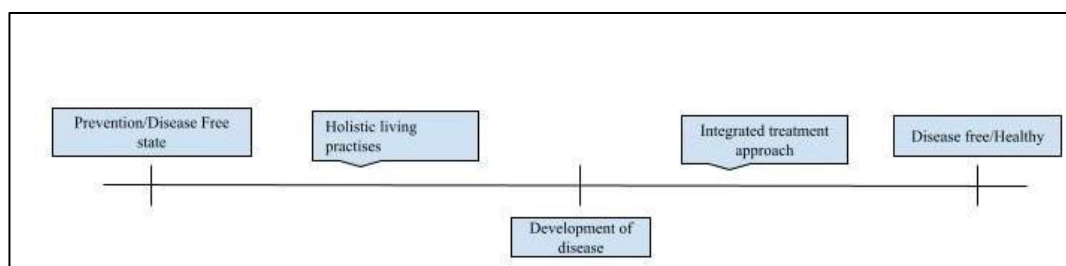 Prevention/Disease Free
state
Holistic living
practises
Development of
disease
Integrated treatment
approach
Disease free/Healthy